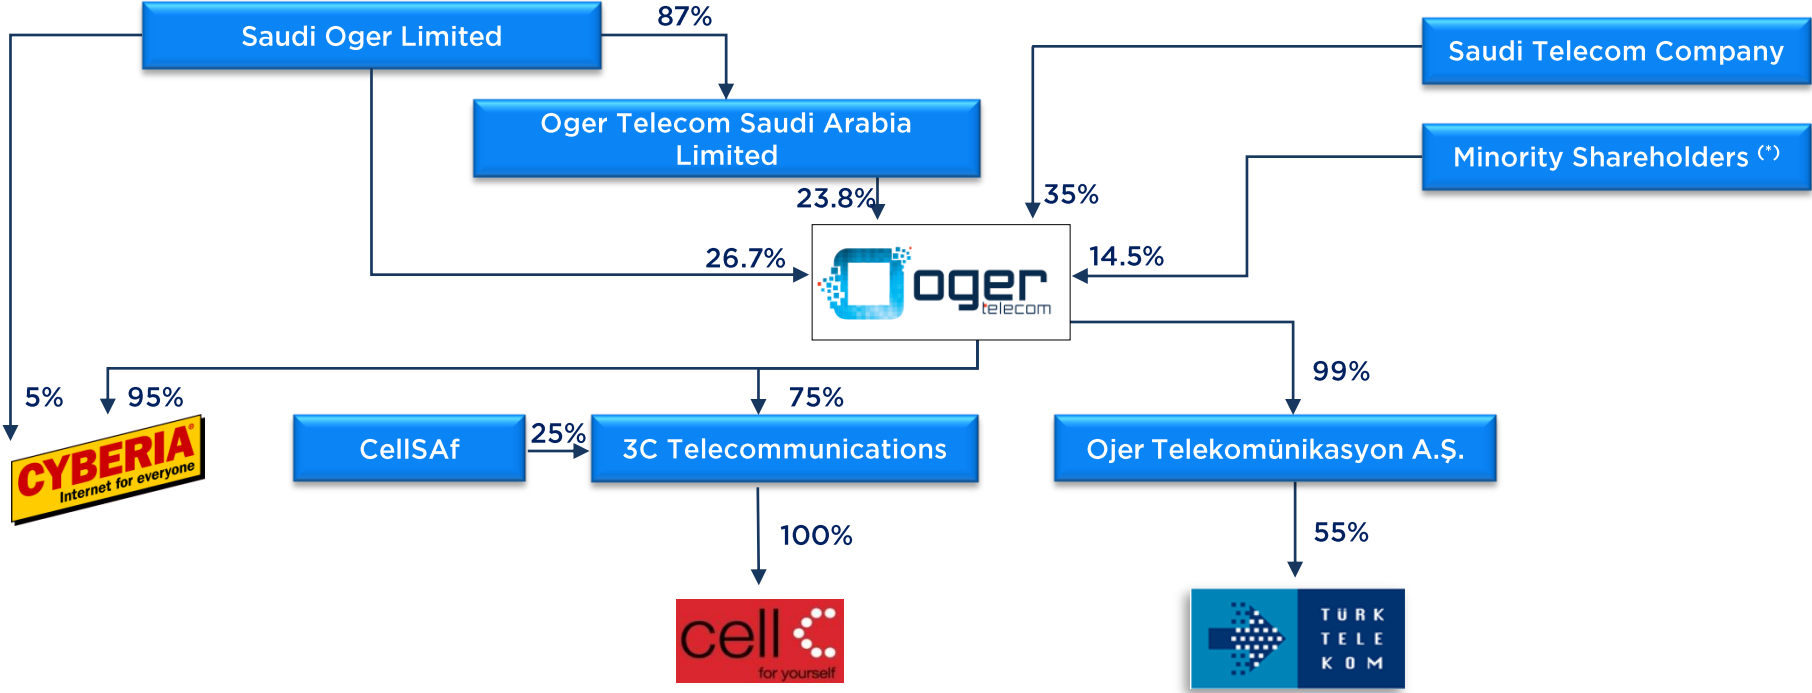 Saudi Oger Limited
87%
Saudi Telecom Company
Oger Telecom Saudi Arabia
Limited
Minority Shareholders (*)
23.8%
35%
26.7%
14.5%
oger
telecom
5%
95%
75%
99%
CYBERIA®
Internet for everyone
CellSAf
25%
3C Telecommunications
Ojer Telekomünikasyon A.Ş.
100%
55%
cell C
for yourself
TÜRK
TELE
KOM